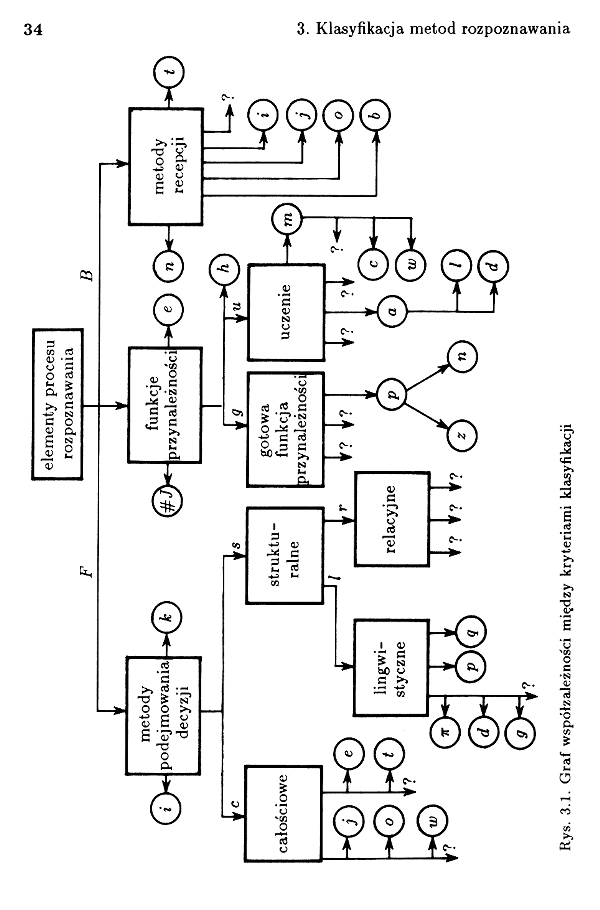 34
3. Klasyfikacja metod rozpoznawania
elementy procesu
rozpoznawania
F
B
i
metody
podejmowania
decyzji
k
#J
funkcje
przynależności
e
n
metody
recepcji
t
c
s
g
u
h
?
i
j
o
b
całościowe
struktu-
ralne
gotowa
funkcja
przynależności
uczenie
m
l
r
j
o
w
?
e
t
?
lingwi-
styczne
relacyjne
?
?
p
z
n
?
?
a
l
d
?
c
w
π
d
g
?
p
q
?
?
?
Rys. 3.1. Graf współzależności między kryteriami klasyfikacji